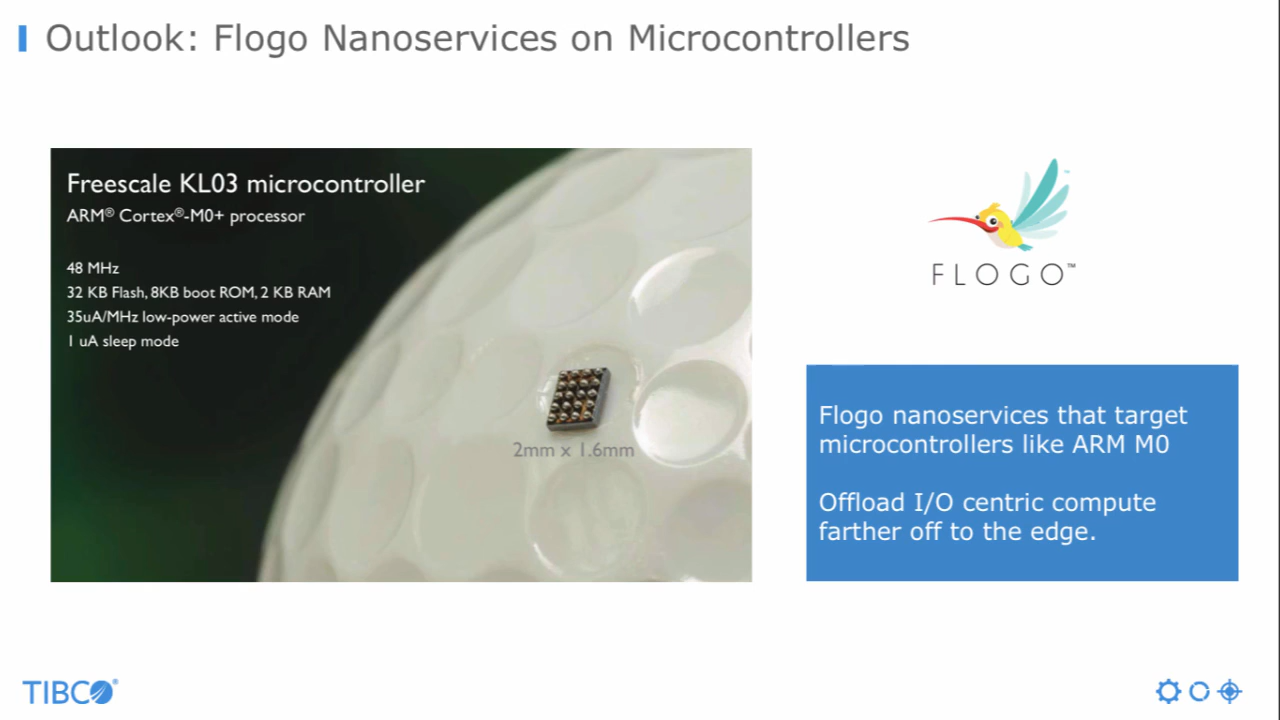 Outlook: Flogo Nanoservices on Microcontrollers
Freescale KL03 microcontroller
ARM® Cortex®-M0+ processor
48 MHz
32 KB Flash, 8KB boot ROM, 2 KB RAM
35uA/MHz low-power active mode
1 uA sleep mode
2mm x 1.6mm
FLOGO™
Flogo nanoservices that target
microcontrollers like ARM M0
Offload I/O centric compute
farther off to the edge.
TIBCO®